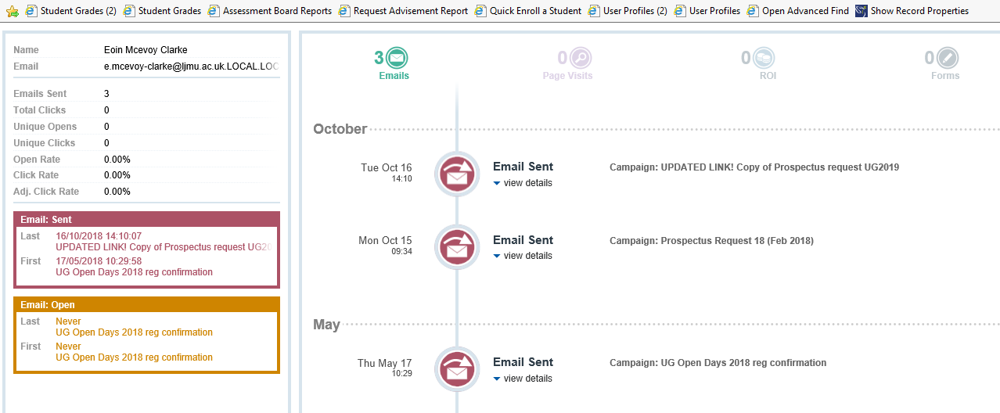 Student Grades (2) Student Grades Assessment Board Reports Request Advisement Report Quick Enroll a Student User Profiles (2) User Profiles Open Advanced Find Show Record Properties
Name Eoin Mcevoy Clarke
Email e.mcevoy-clarke@ljmu.ac.uk.LOCAL.LOC
Emails Sent 3
Total Clicks 0
Unique Opens 0
Unique Clicks 0
Open Rate 0.00%
Click Rate 0.00%
Adj. Click Rate 0.00%
Email: Sent
Last 16/10/2018 14:10:07
UPDATED LINK! Copy of Prospectus request UG20
First 17/05/2018 10:29:58
UG Open Days 2018 reg confirmation
Email: Open
Last Never
UG Open Days 2018 reg confirmation
First Never
UG Open Days 2018 reg confirmation
3 0 0 0
Emails Page Visits ROI Forms
October
Tue Oct 16 Email Sent Campaign: UPDATED LINK! Copy of Prospectus request UG2019
14:10 view details
Mon Oct 15 Email Sent Campaign: Prospectus Request 18 (Feb 2018)
09:34 view details
May
Thu May 17 Email Sent Campaign: UG Open Days 2018 reg confirmation
10:29 view details